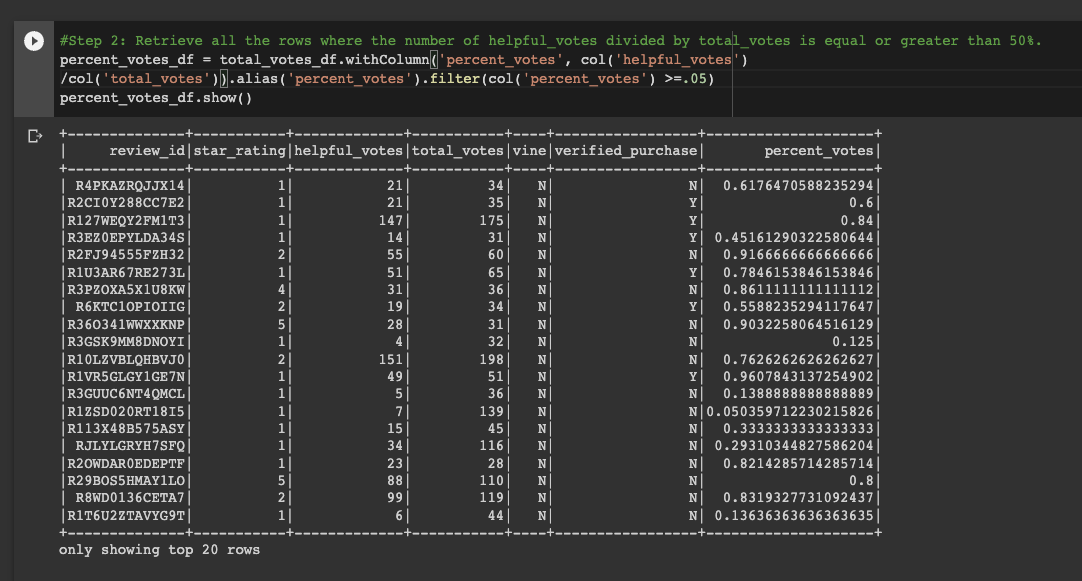 #Step 2: Retrieve all the rows where the number of helpful_votes divided by total_votes is equal or greater than 50%.
percent_votes_df = total_votes_df.withColumn('percent_votes', col('helpful_votes')
/col('total_votes')).alias('percent_votes').filter(col('percent_votes') >=.05)
percent_votes_df.show()
+--------------+-----------+-------------+-----------+----+-----------------+--------------------+
|     review_id|star_rating|helpful_votes|total_votes|vine|verified_purchase|       percent_votes|
+--------------+-----------+-------------+-----------+----+-----------------+--------------------+
| R4PKAZRQJJX14|          1|           21|         34|   N|                N|  0.6176470588235294|
|R2CI0Y288CC7E2|          1|           21|         35|   N|                Y|                 0.6|
|R127WEQY2FM1T3|          1|          147|        175|   N|                Y|                0.84|
|R3EZ0EPYLDA34S|          1|           14|         31|   N|                Y| 0.45161290322580644|
|R2FJ94555FZH32|          2|           55|         60|   N|                N|  0.9166666666666666|
|R1U3AR67RE273L|          1|           51|         65|   N|                Y|  0.7846153846153846|
|R3PZOXA5X1U8KW|          4|           31|         36|   N|                N|  0.8611111111111112|
| R6KTC1OPIOIIG|          2|           19|         34|   N|                Y|  0.5588235294117647|
|R36O341WWXXKNP|          5|           28|         31|   N|                N|  0.9032258064516129|
|R3GSK9MM8DNOYI|          1|            4|         32|   N|                N|               0.125|
|R10LZVBLQHBVJ0|          2|          151|        198|   N|                N|  0.7626262626262627|
|R1VR5GLGY1GE7N|          1|           49|         51|   N|                Y|  0.9607843137254902|
|R3GUUC6NT4QMCL|          1|            5|         36|   N|                N|  0.1388888888888889|
|R1ZSD020RT18I5|          1|            7|        139|   N|                N|0.050359712230215826|
|R113X48B575ASY|          1|           15|         45|   N|                N|  0.3333333333333333|
| RJLYLGRYH7SFQ|          1|           34|        116|   N|                N| 0.29310344827586204|
|R2OWDAR0EDEPTF|          1|           23|         28|   N|                N|  0.8214285714285714|
|R29BOS5HMAY1LO|          5|           88|        110|   N|                N|                 0.8|
| R8WD0136CETA7|          2|           99|        119|   N|                N|  0.8319327731092437|
|R1T6U2ZTAVYG9T|          1|            6|         44|   N|                N| 0.13636363636363635|
+--------------+-----------+-------------+-----------+----+-----------------+--------------------+
only showing top 20 rows